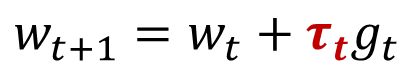 w_{t+1} = w_t + τ_t g_t